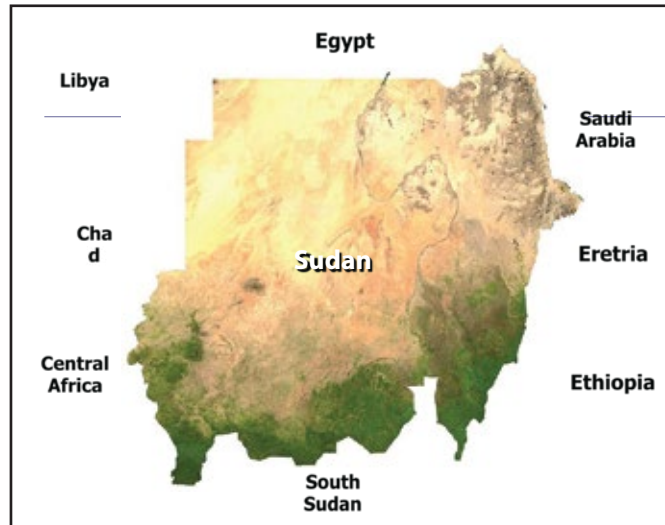 Egypt
Libya
Saudi
Arabia
Cha
d
Sudan
Eretria
Central
Africa
Ethiopia
South
Sudan